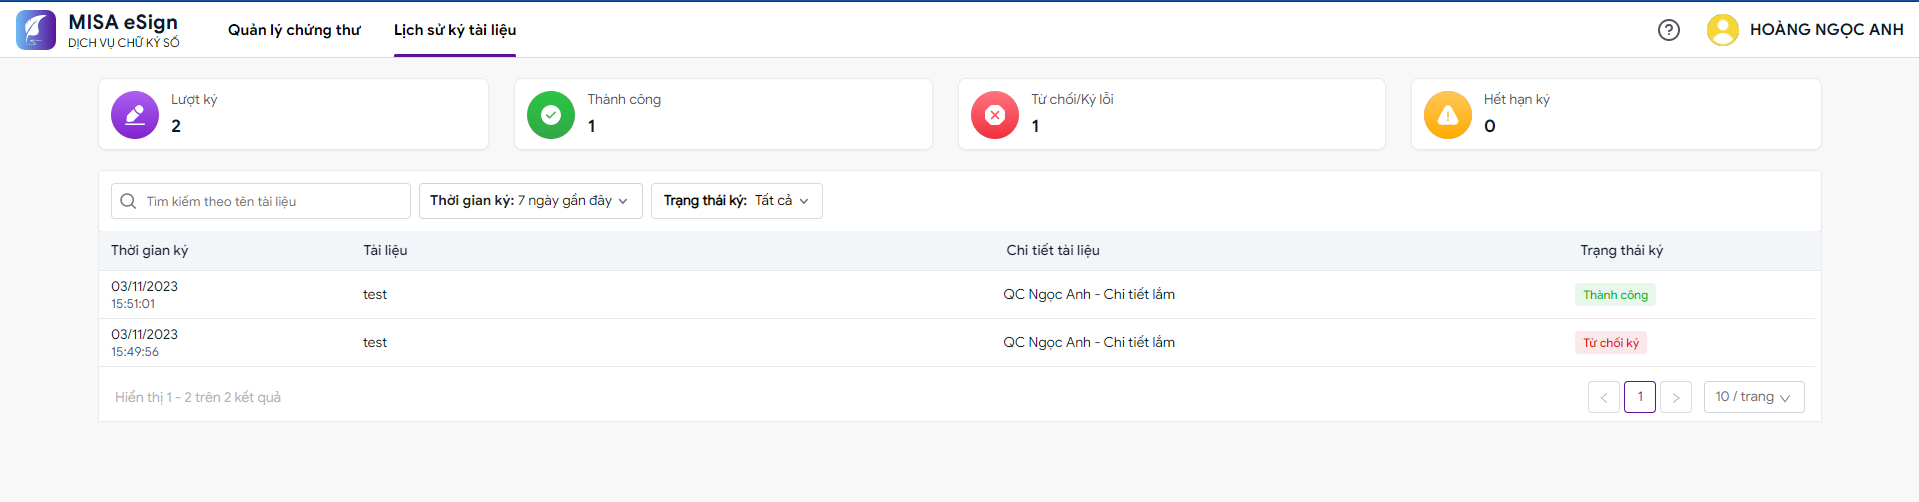 MISA eSign
DỊCH VỤ CHỮ KÝ SỐ
Quản lý chứng thư
Lịch sử ký tài liệu
HOÀNG NGỌC ANH
Lượt ký
2
Thành công
1
Từ chối/Ký lỗi
1
Hết hạn ký
0
Tìm kiếm theo tên tài liệu
Thời gian ký: 7 ngày gần đây
Trạng thái ký: Tất cả
Thời gian ký Tài liệu Chi tiết tài liệu Trạng thái ký
03/11/2023
15:51:01
test
QC Ngọc Anh - Chi tiết lắm
Thành công
03/11/2023
15:49:56
test
QC Ngọc Anh - Chi tiết lắm
Từ chối ký
Hiển thị 1 - 2 trên 2 kết quả
1
10 / trang